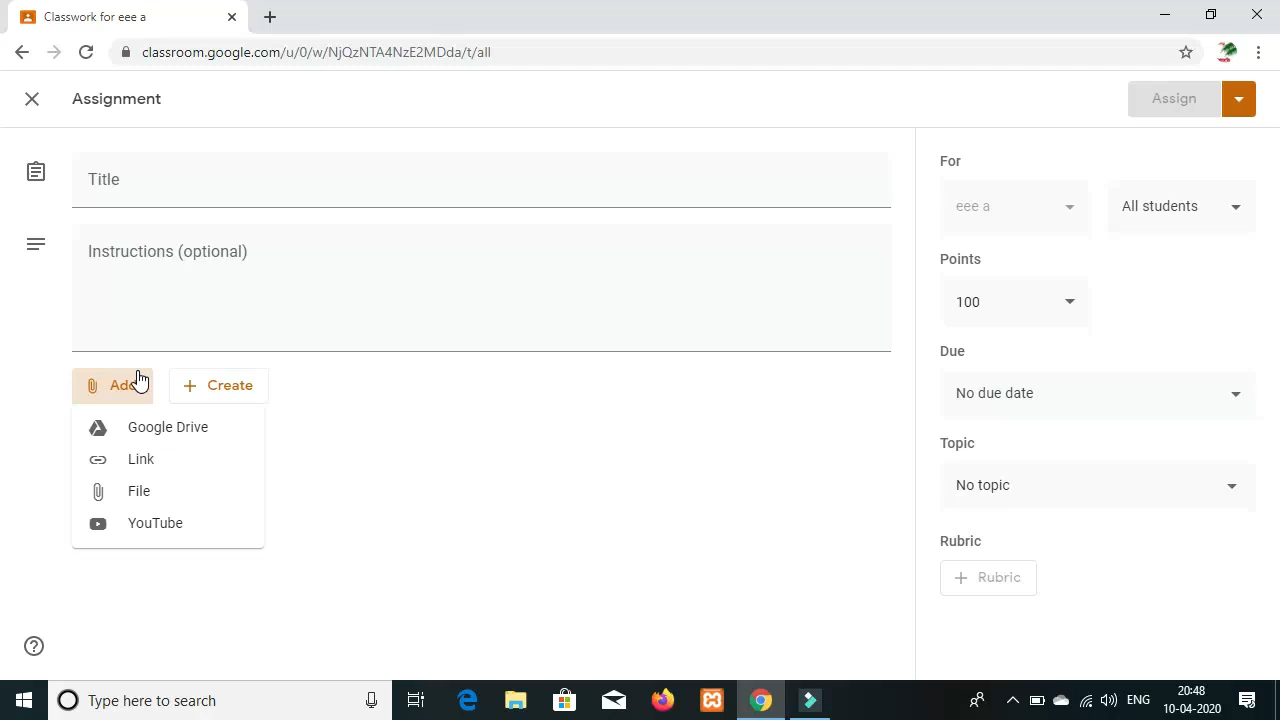 Classwork for eee a
classroom.google.com/u/0/w/NjQzNTA4NzE2MDda/t/all
Assignment
Assign
Title
Instructions (optional)
Add
Create
Google Drive
Link
File
YouTube
For
eee a
All students
Points
100
Due
No due date
Topic
No topic
Rubric
Rubric
Type here to search
ENG
20:48
10-04-2020